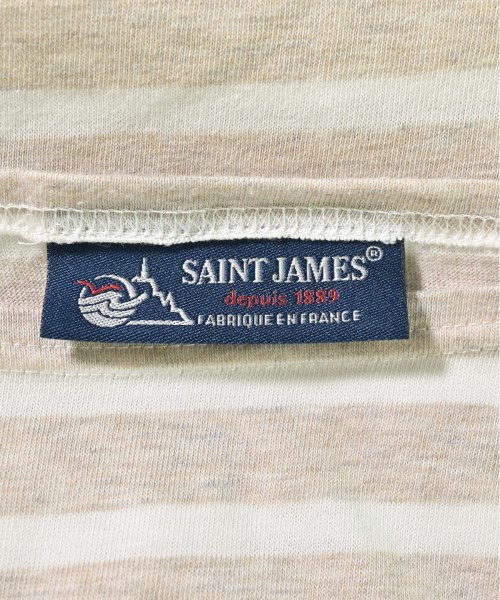 SAINT JAMES®
depuis 1889
FABRIQUE EN FRANCE